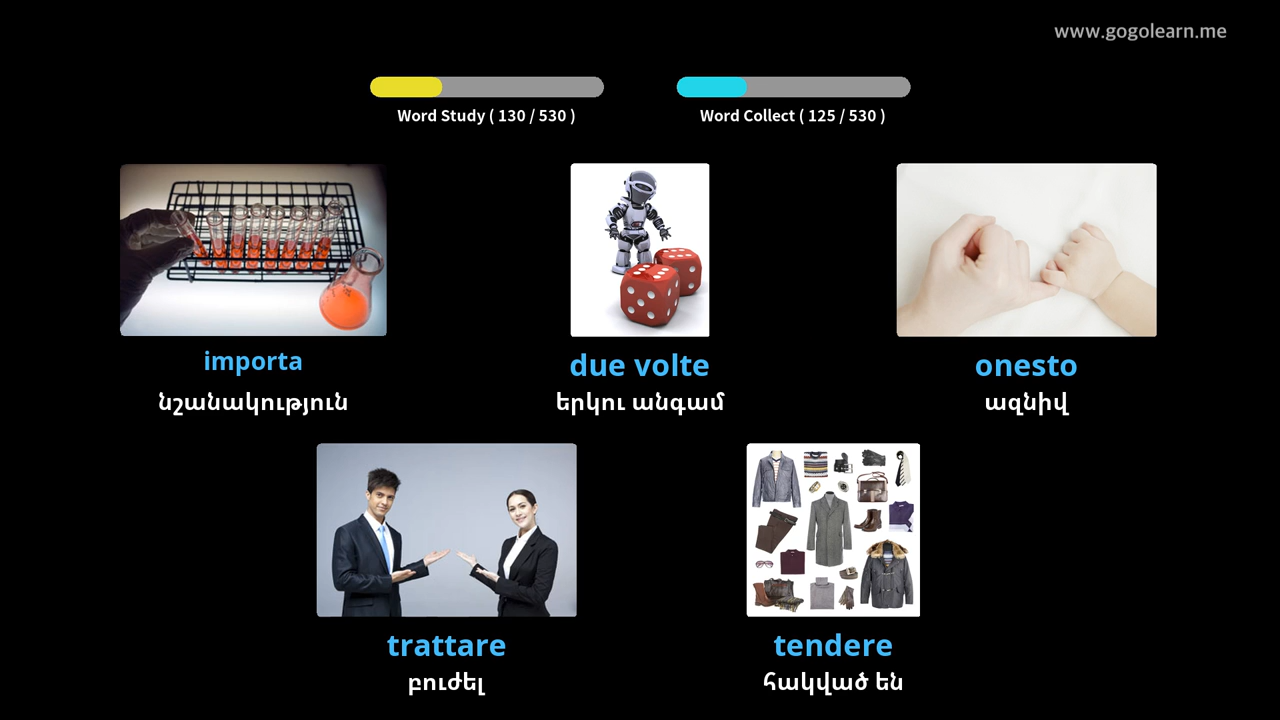 www.gogolearn.me
Word Study ( 130 / 530 )
Word Collect ( 125 / 530 )
importa
նշանակություն
due volte
երկու անգամ
onesto
ազնիվ
trattare
բուժել
tendere
հակված են